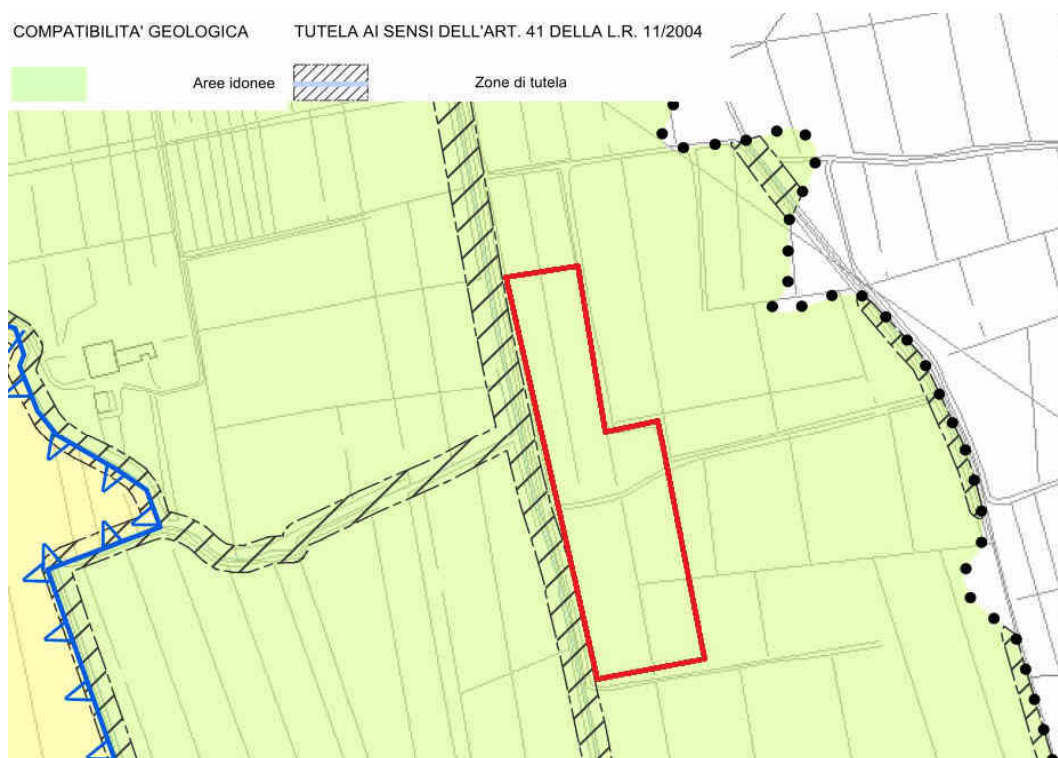 COMPATIBILITA' GEOLOGICA TUTELA AI SENSI DELL'ART. 41 DELLA L.R. 11/2004
Aree idonee Zone di tutela